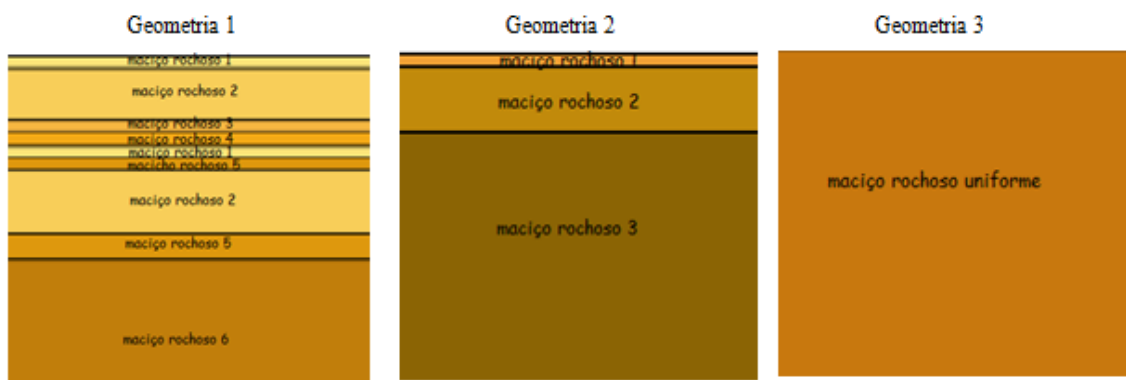 Geometria 1
maciço rochoso 1
maciço rochoso 2
maciço rochoso 3
maciço rochoso 4
maciço rochoso 1
macicho rochoso 5
maciço rochoso 2
maciço rochoso 5
maciço rochoso 6
Geometria 2
maciço rochoso 1
maciço rochoso 2
maciço rochoso 3
Geometria 3
maciço rochoso uniforme